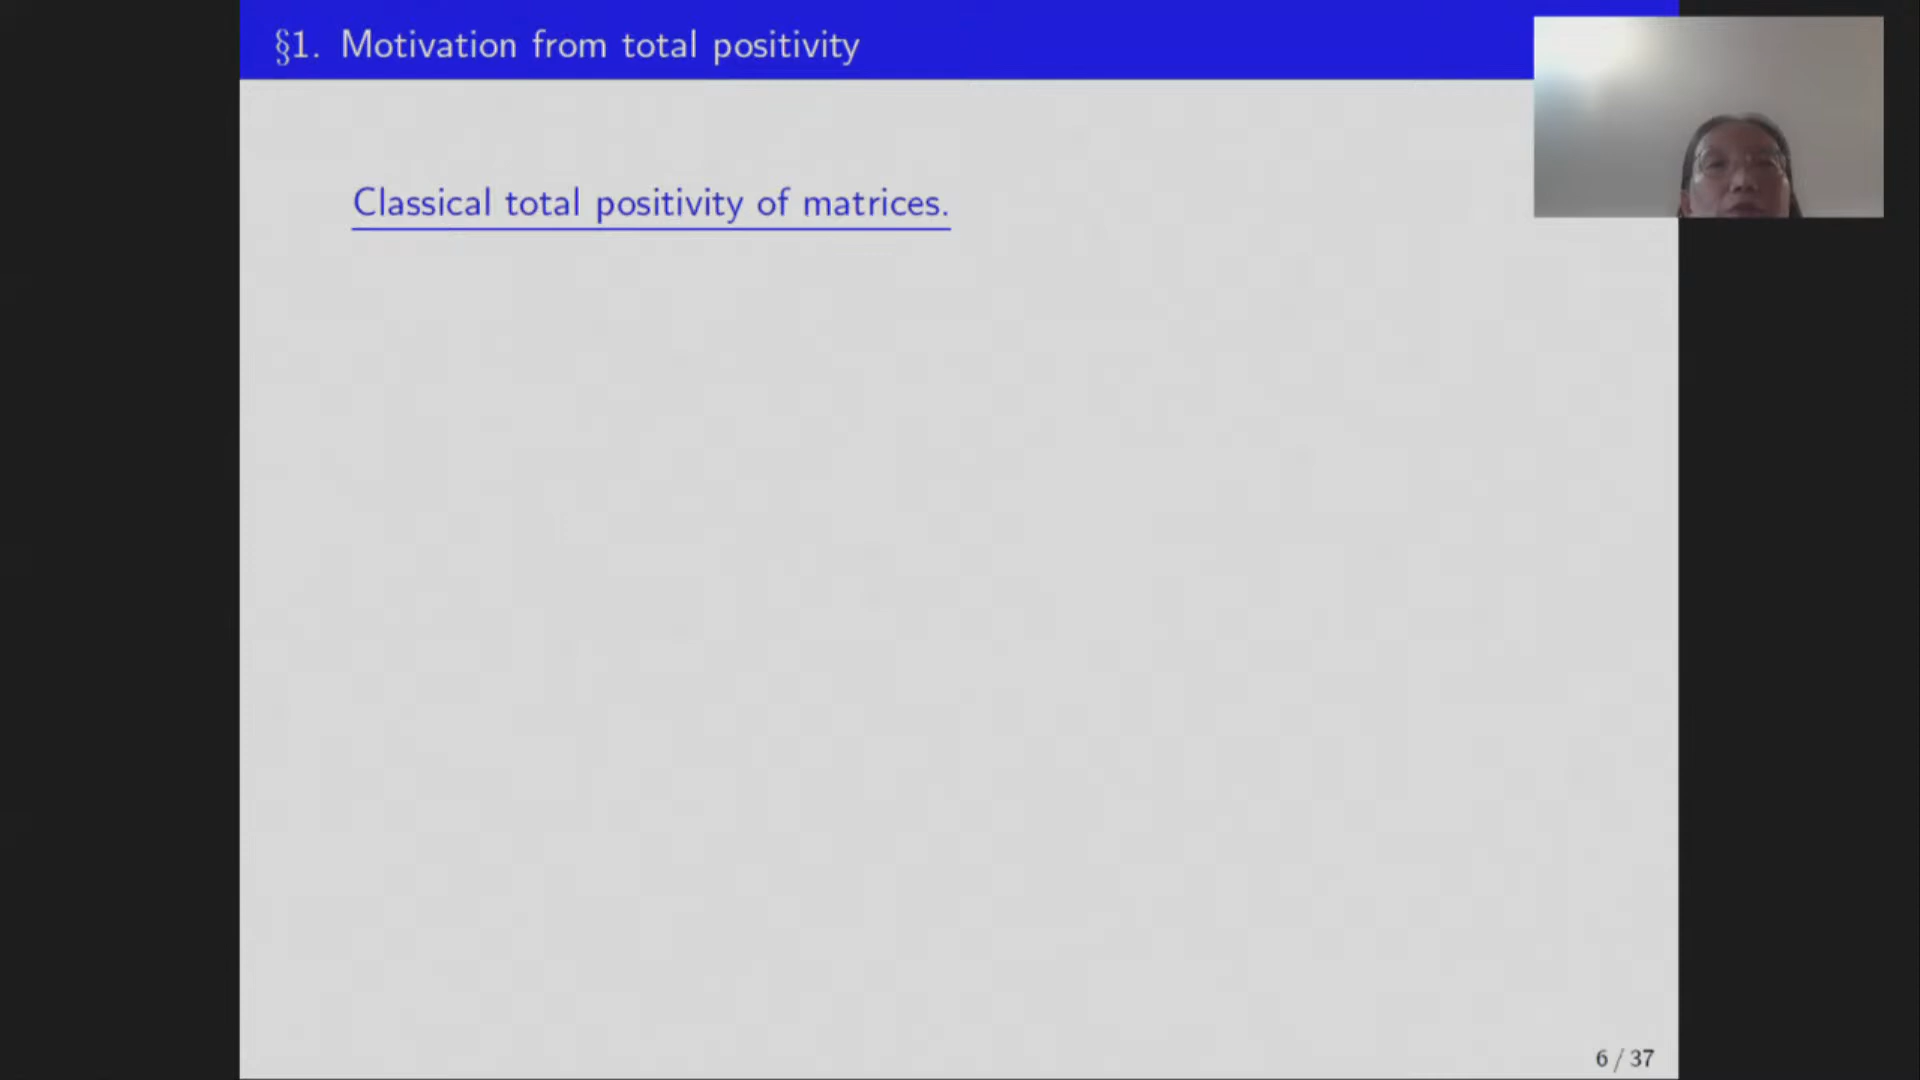 §1. Motivation from total positivity
Classical total positivity of matrices.
6 / 37